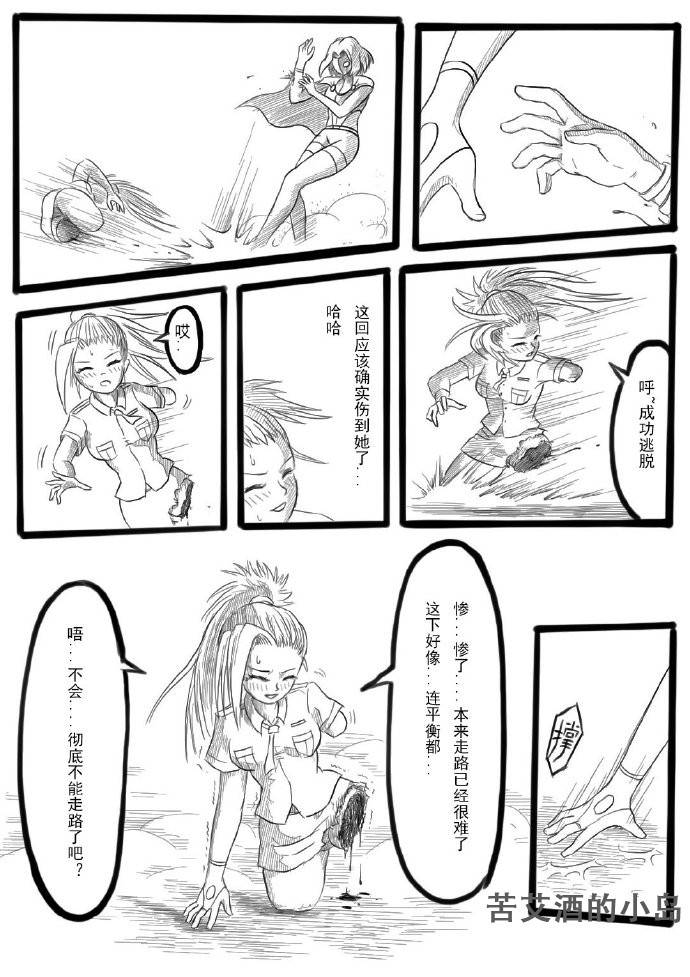 呼~成功逃脱
这回应该确实伤到她了...
哈哈
哎..
撑
惨...惨了....本来走路已经很难了
这下好像...连平衡都...
唔...不会....彻底不能走路了吧?
苦艾酒的小岛